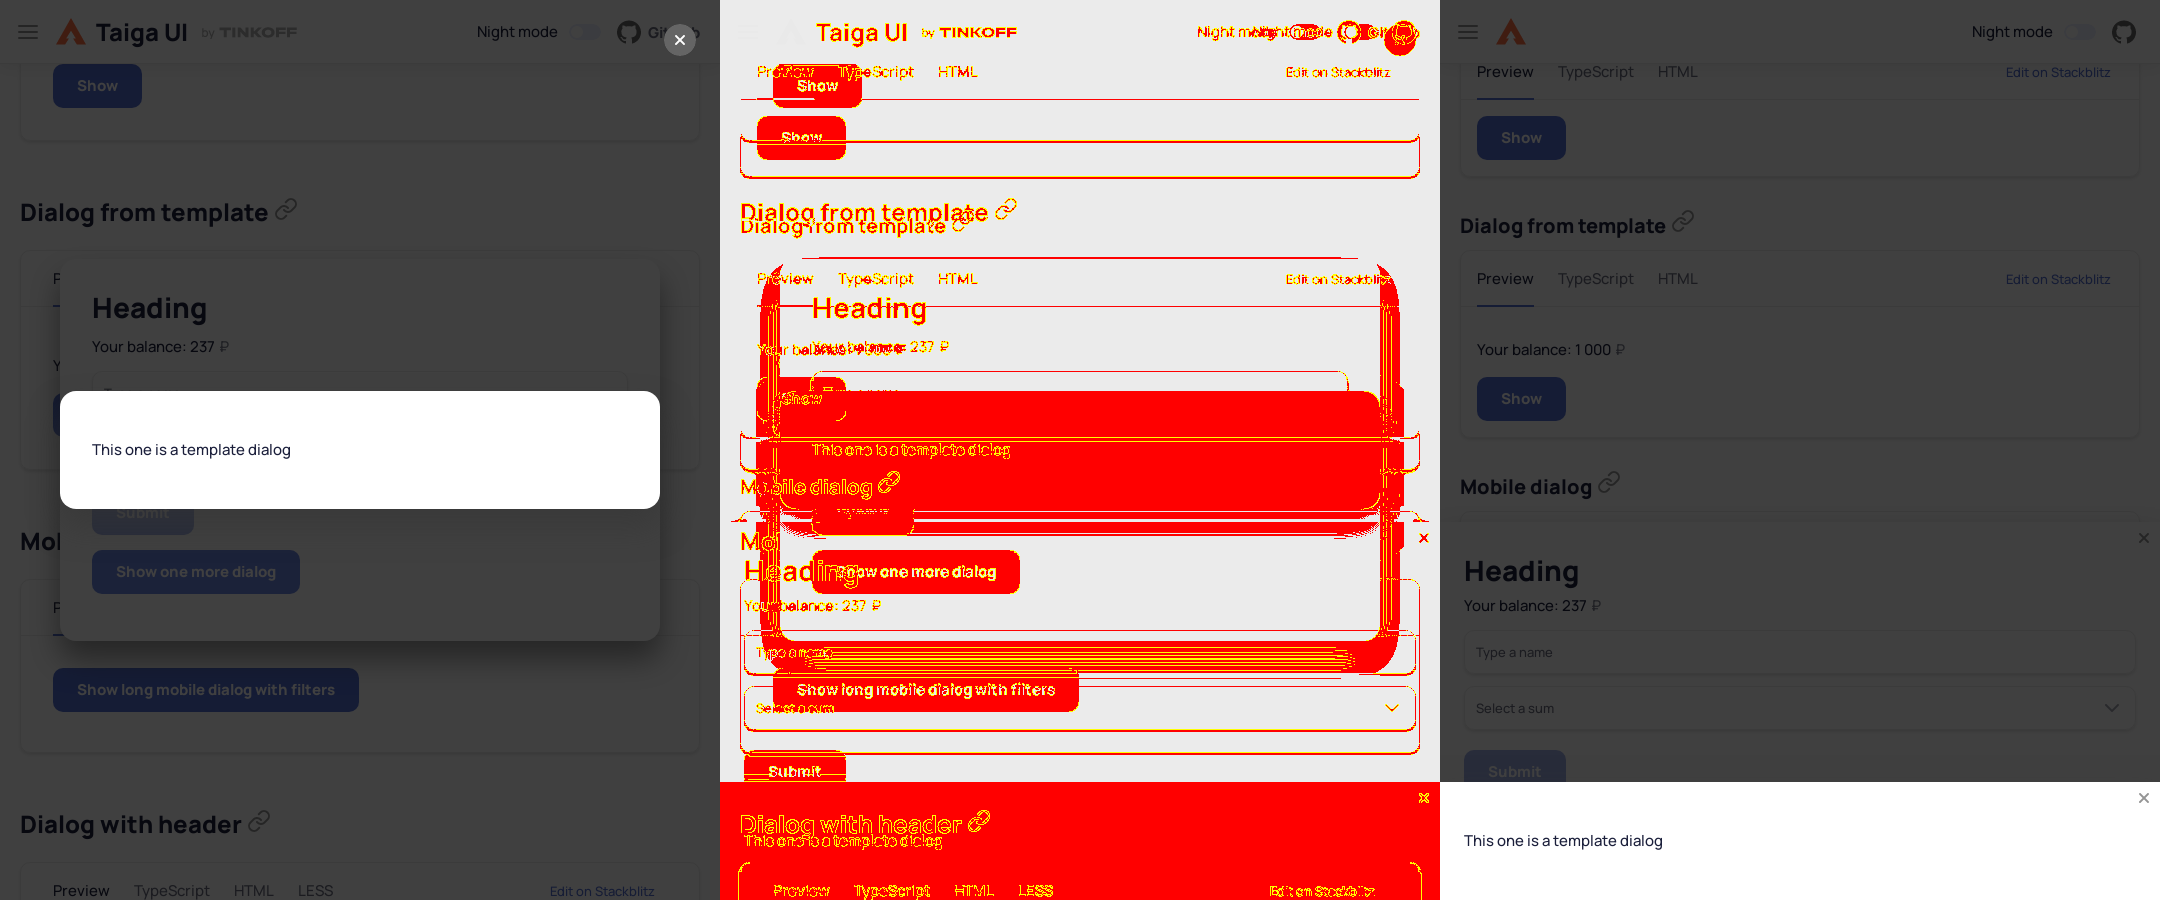 Taiga UI by TINKOFF Night mode GitHub
Show
Dialog from template
Heading
Your balance: 237 ₽
This one is a template dialog
Submit
Show one more dialog
Show long mobile dialog with filters
Dialog with header
Preview TypeScript HTML LESS Edit on Stackblitz
Taiga UI by TINKOFF
Preview TypeScript HTML Edit on Stackblitz
Show
Show
Dialog from template
Dialog from template
Preview TypeScript HTML Edit on Stackblitz
Heading
Your balance: 237 ₽
Show
This one is a template dialog
Mobile dialog
Heading
Show one more dialog
Your balance: 237 ₽
Type a name
Show long mobile dialog with filters
Select a sum
Submit
Dialog with header
This one is a template dialog
Preview TypeScript HTML LESS Edit on Stackblitz
Night mode
Preview TypeScript HTML Edit on Stackblitz
Show
Dialog from template
Preview TypeScript HTML Edit on Stackblitz
Your balance: 1 000 ₽
Show
Mobile dialog
Heading
Your balance: 237 ₽
Type a name
Select a sum
Submit
This one is a template dialog